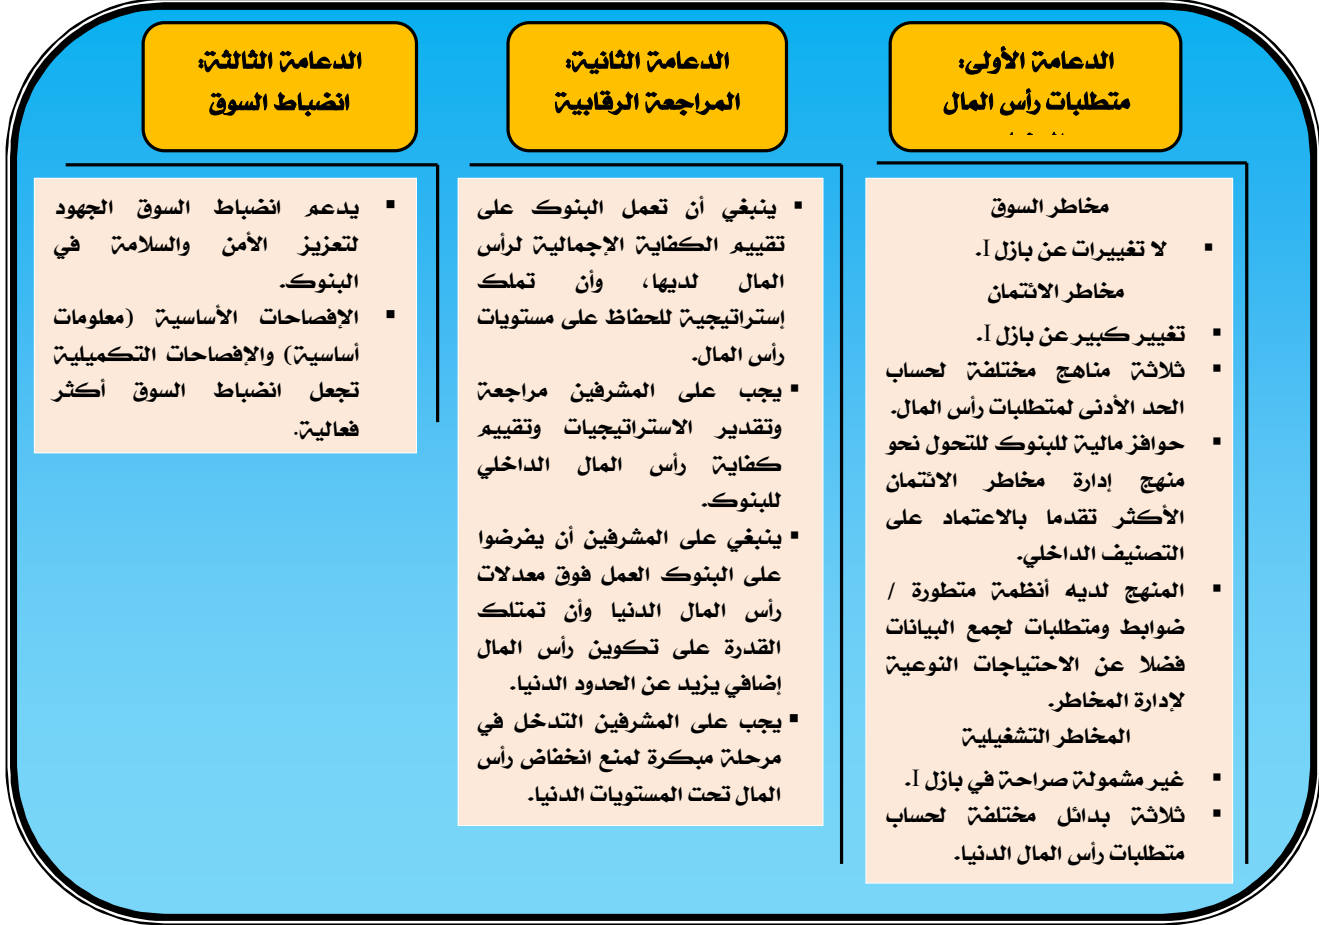 الدعامة الأولى:
متطلبات رأس المال
مخاطر السوق
▪ لا تغييرات عن بازل I.
مخاطر الائتمان
▪ تغيير كبير عن بازل I.
▪ ثلاثة مناهج مختلفة لحساب
الحد الأدنى لمتطلبات رأس المال.
▪ حوافز مالية للبنوك للتحول نحو
منهج إدارة مخاطر الائتمان
الأكثر تقدما بالاعتماد على
التصنيف الداخلي.
▪ المنهج لديه أنظمة متطورة /
ضوابط ومتطلبات لجمع البيانات
فضلا عن الاحتياجات النوعية
لإدارة المخاطر.
المخاطر التشغيلية
▪ غير مشمولة صراحة في بازل I.
▪ ثلاثة بدائل مختلفة لحساب
متطلبات رأس المال الدنيا.
الدعامة الثانية:
المراجعة الرقابية
▪ ينبغي أن تعمل البنوك على
تقييم الكفاية الإجمالية لرأس
المال لديها، وأن تملك
إستراتيجية للحفاظ على مستويات
رأس المال.
▪ يجب على المشرفين مراجعة
وتقدير الاستراتيجيات وتقييم
كفاية رأس المال الداخلي
للبنوك.
▪ ينبغي على المشرفين أن يفرضوا
على البنوك العمل فوق معدلات
رأس المال الدنيا وأن تمتلك
القدرة على تكوين رأس المال
إضافي يزيد عن الحدود الدنيا.
▪ يجب على المشرفين التدخل في
مرحلة مبكرة لمنع انخفاض رأس
المال تحت المستويات الدنيا.
الدعامة الثالثة:
انضباط السوق
▪ يدعم انضباط السوق الجهود
لتعزيز الأمن والسلامة في
البنوك.
▪ الإفصاحات الأساسية (معلومات
أساسية) والإفصاحات التكميلية
تجعل انضباط السوق أكثر
فعالية.